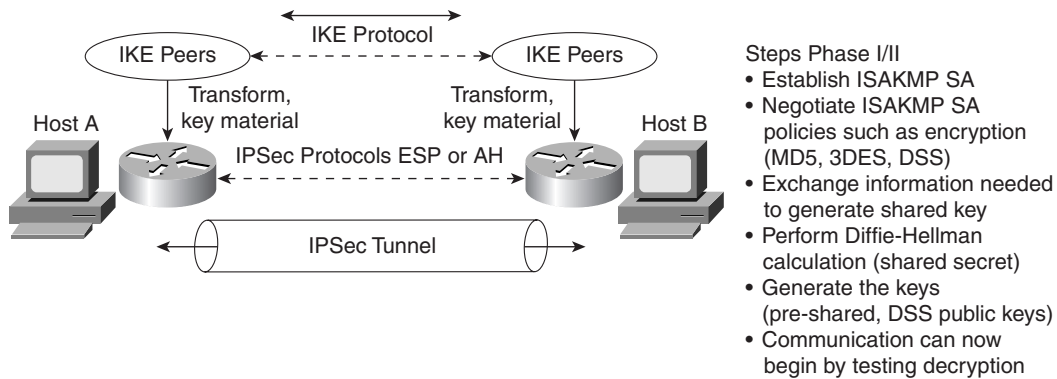 IKE Protocol
IKE Peers
IKE Peers
Transform,
key material
Transform,
key material
Host A
Host B
IPSec Protocols ESP or AH
IPSec Tunnel
Steps Phase I/II
• Establish ISAKMP SA
• Negotiate ISAKMP SA
policies such as encryption
(MD5, 3DES, DSS)
• Exchange information needed
to generate shared key
• Perform Diffie-Hellman
calculation (shared secret)
• Generate the keys
(pre-shared, DSS public keys)
• Communication can now
begin by testing decryption